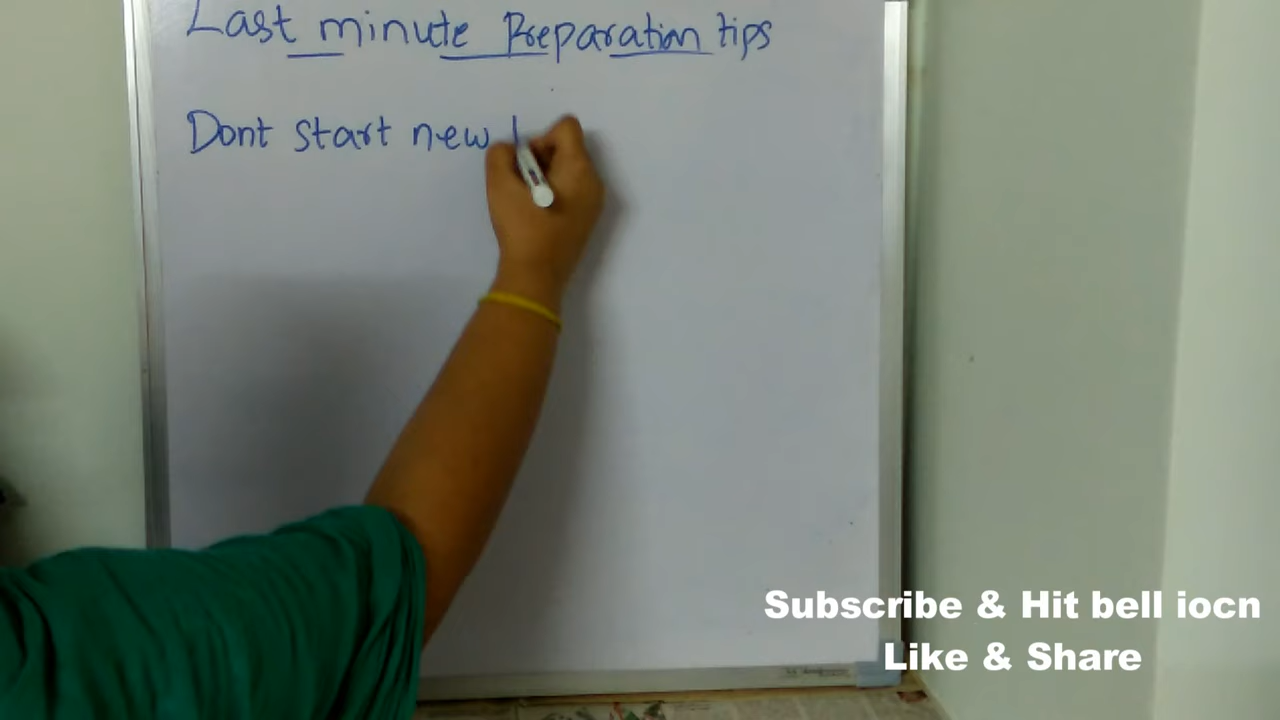 Last minute Preparation tips
Dont start new
Subscribe & Hit bell iocn
Like & Share